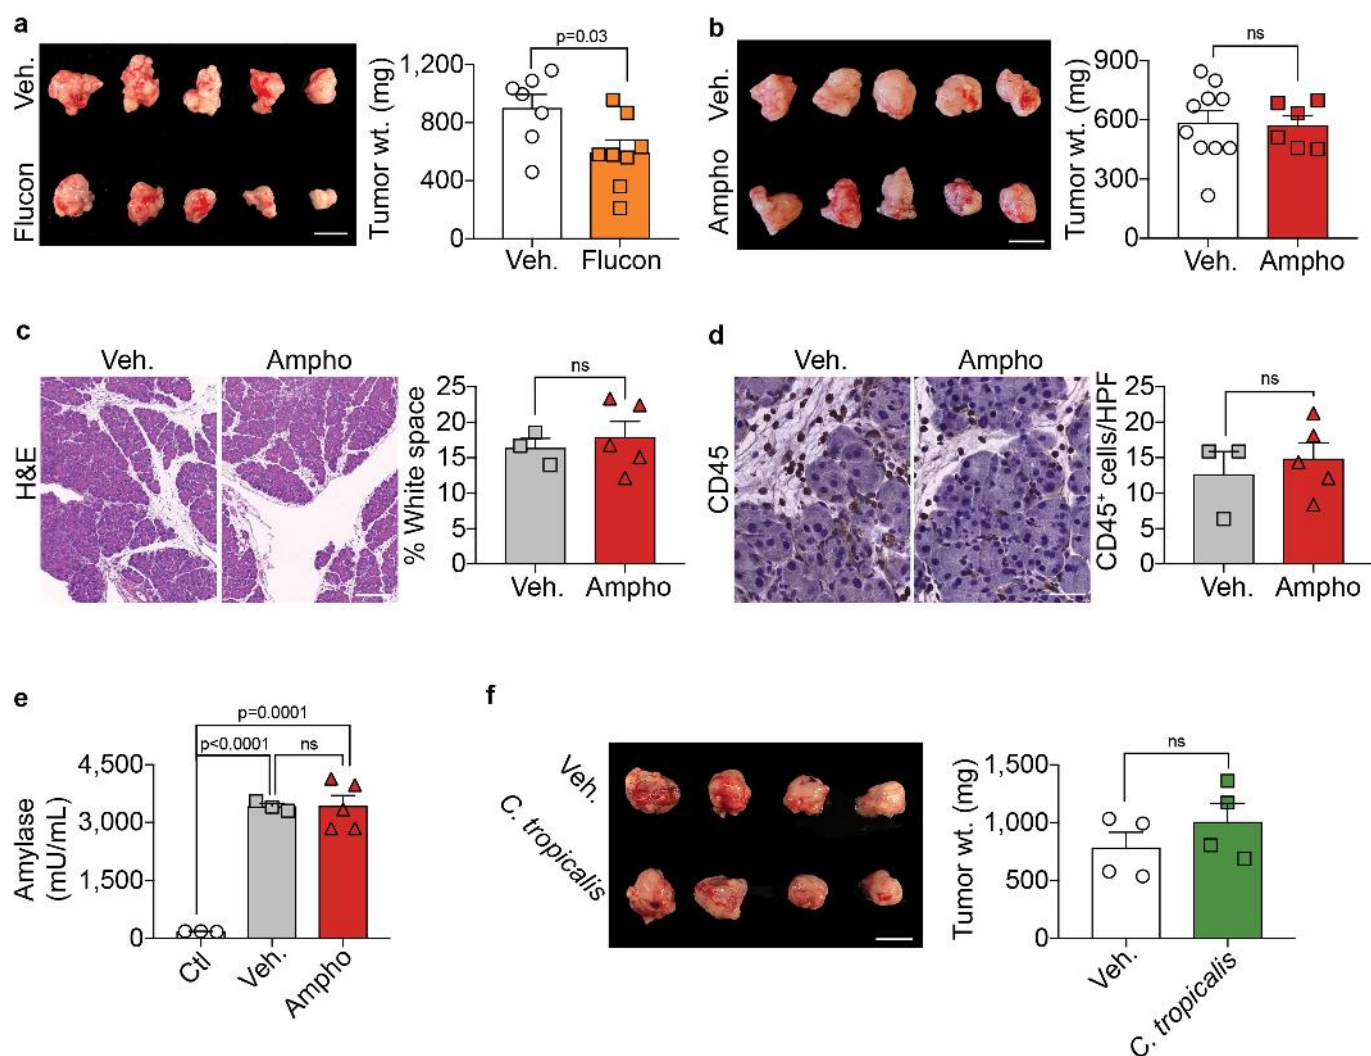 a
Veh.
Flucon
Tumor wt. (mg)
1,200
800
400
0
p=0.03
Veh. Flucon
b
Veh.
Ampho
Tumor wt. (mg)
900
600
300
0
ns
Veh. Ampho
c
Veh. Ampho
H&E
% White space
25
20
15
10
5
0
ns
Veh. Ampho
d
Veh. Ampho
CD45
CD45+ cells/HPF
25
20
15
10
5
0
ns
Veh. Ampho
e
p=0.0001
p<0.0001 ns
Amylase
(mU/mL)
4,500
3,000
1,500
0
Ctl Veh. Ampho
f
Veh.
C. tropicalis
Tumor wt. (mg)
1,500
1,000
500
0
ns
Veh. C. tropicalis